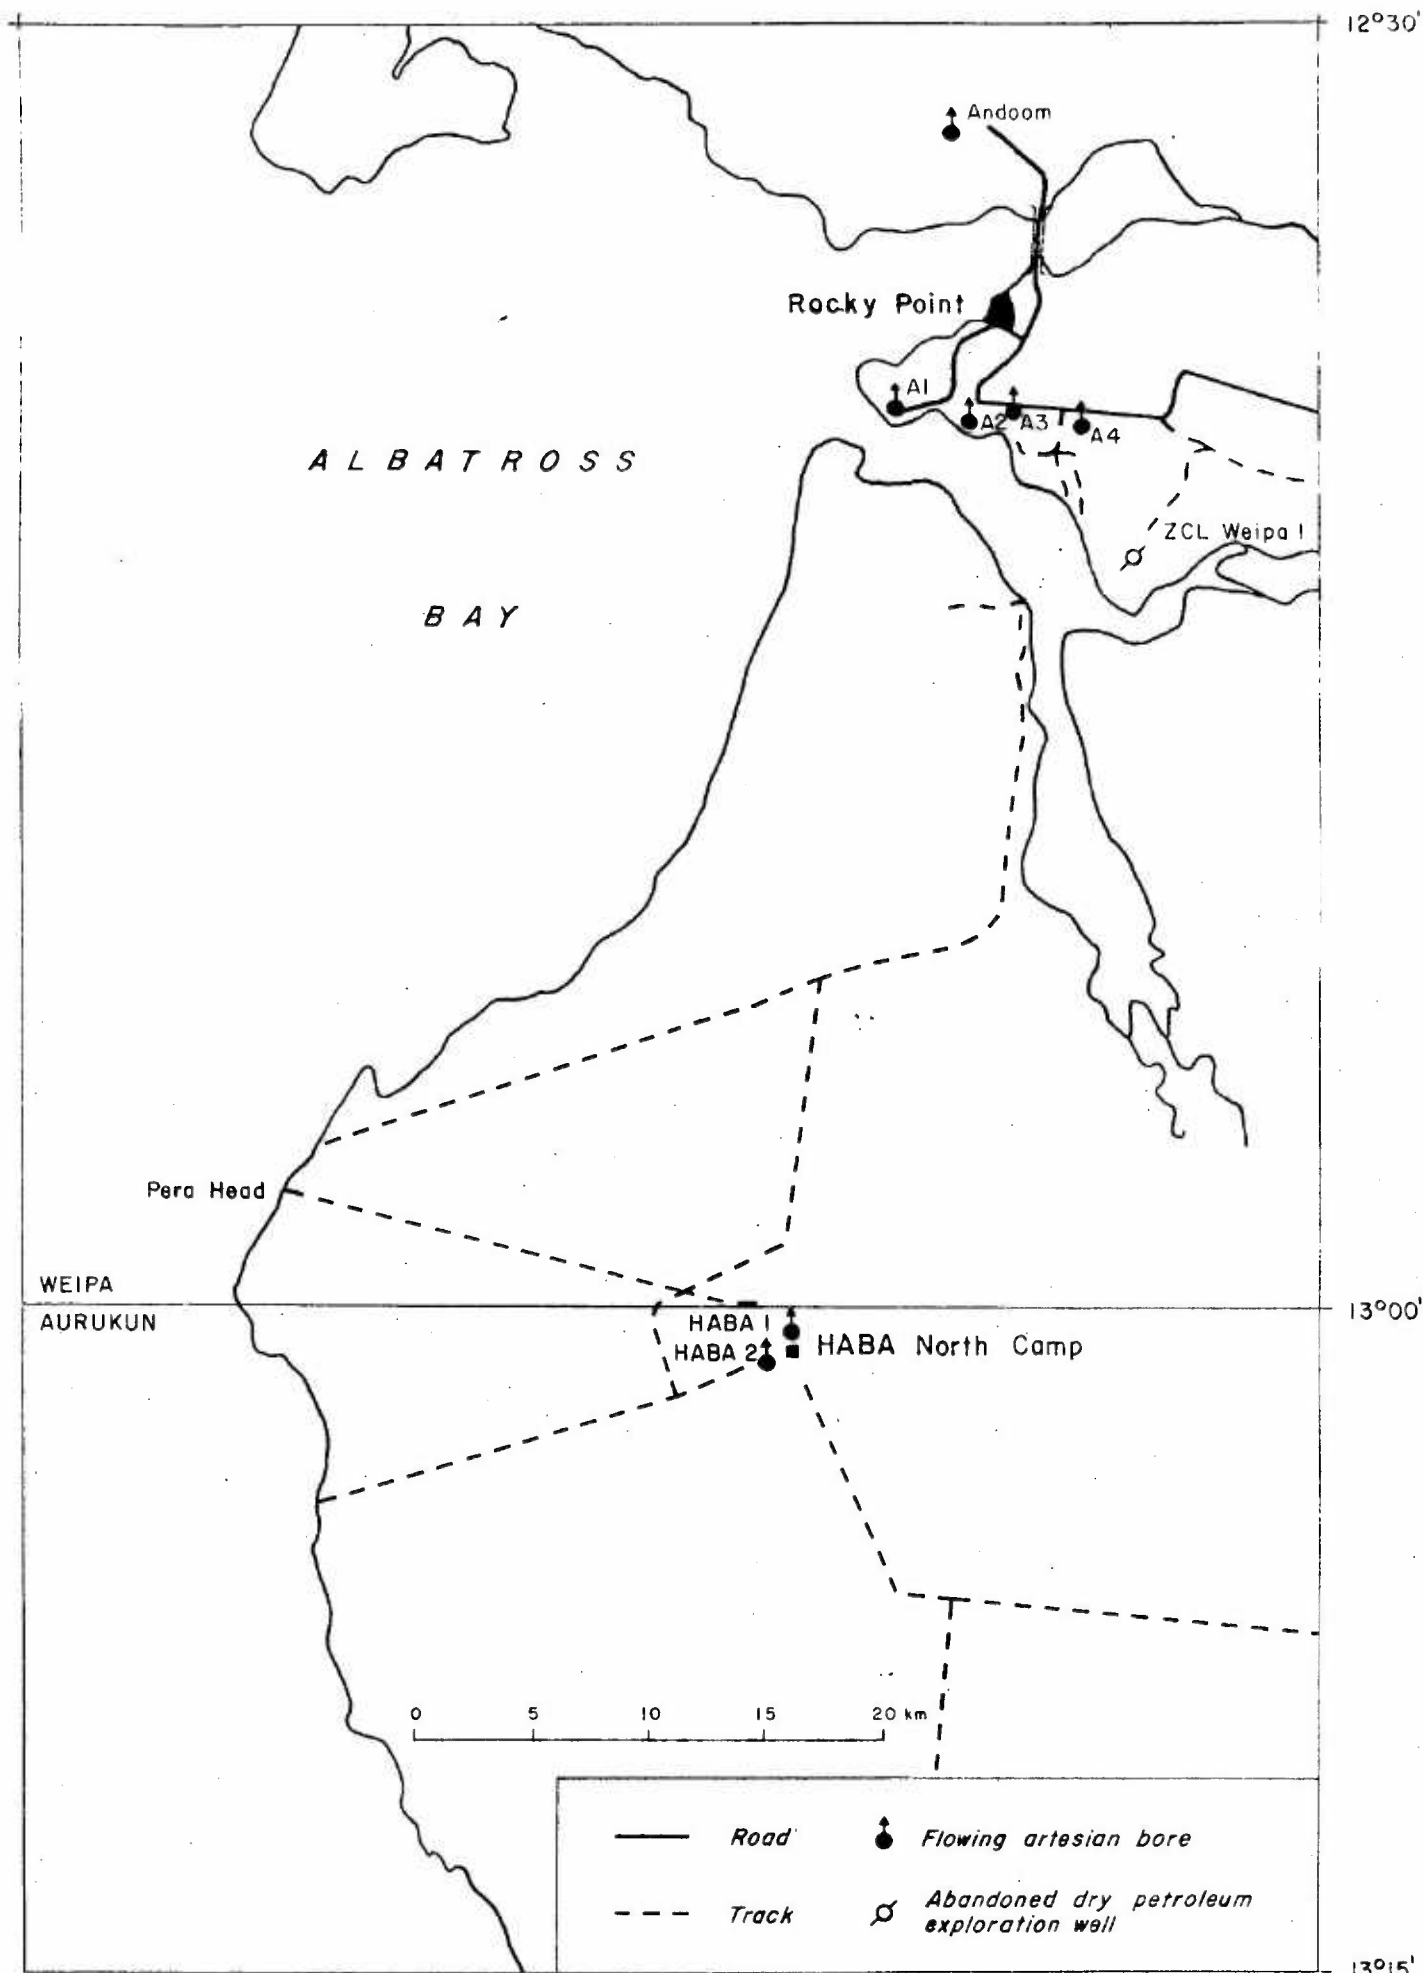 12°30'
Andoom
Rocky Point
A1
A2
A3
A4
ALBATROSS
ZCL Weipa 1
BAY
Pera Head
WEIPA
13°00'
AURUKUN
HABA 1
HABA North Camp
HABA 2
0 5 10 15 20 km
Road
Flowing artesian bore
Track
Abandoned dry petroleum
exploration well
13°15'